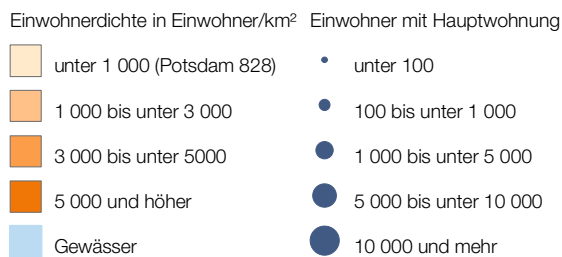 Einwohnerdichte in Einwohner/km² Einwohner mit Hauptwohnung
unter 1 000 (Potsdam 828) unter 100
1 000 bis unter 3 000 100 bis unter 1 000
3 000 bis unter 5000 1 000 bis unter 5 000
5 000 und höher 5 000 bis unter 10 000
Gewässer 10 000 und mehr